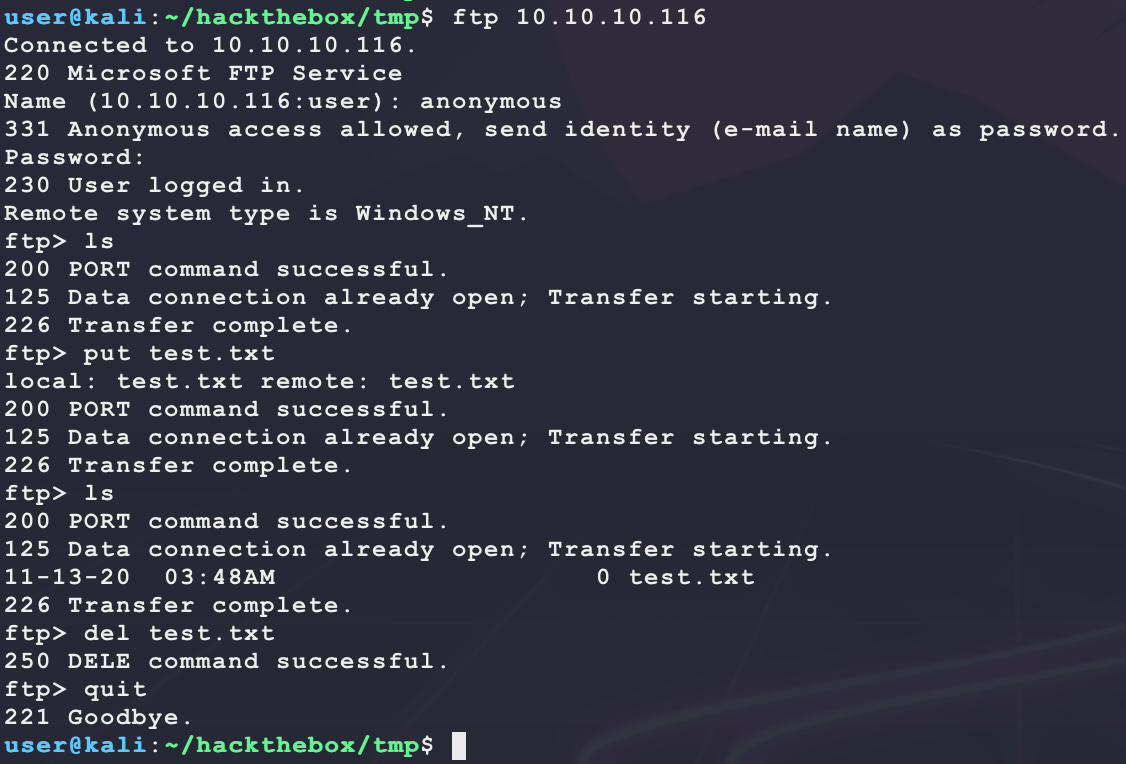 user@kali:~/hackthebox/tmp$ ftp 10.10.10.116
Connected to 10.10.10.116.
220 Microsoft FTP Service
Name (10.10.10.116:user): anonymous
331 Anonymous access allowed, send identity (e-mail name) as password.
Password:
230 User logged in.
Remote system type is Windows_NT.
ftp> ls
200 PORT command successful.
125 Data connection already open; Transfer starting.
226 Transfer complete.
ftp> put test.txt
local: test.txt remote: test.txt
200 PORT command successful.
125 Data connection already open; Transfer starting.
226 Transfer complete.
ftp> ls
200 PORT command successful.
125 Data connection already open; Transfer starting.
11-13-20  03:48AM                    0 test.txt
226 Transfer complete.
ftp> del test.txt
250 DELE command successful.
ftp> quit
221 Goodbye.
user@kali:~/hackthebox/tmp$